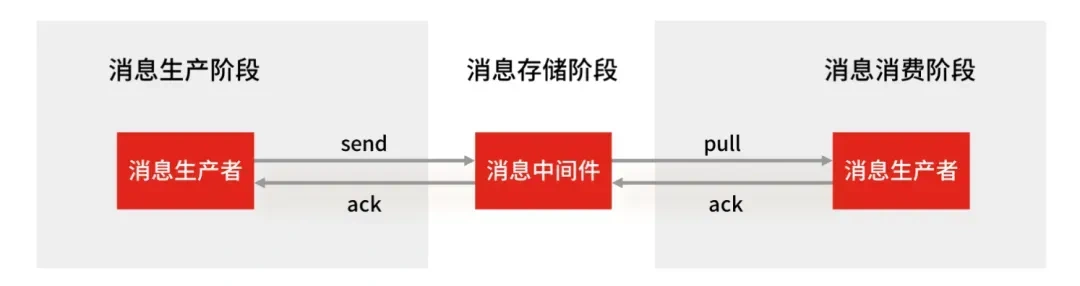 消息生产阶段
消息存储阶段
消息消费阶段
消息生产者
send
ack
消息中间件
pull
ack
消息生产者